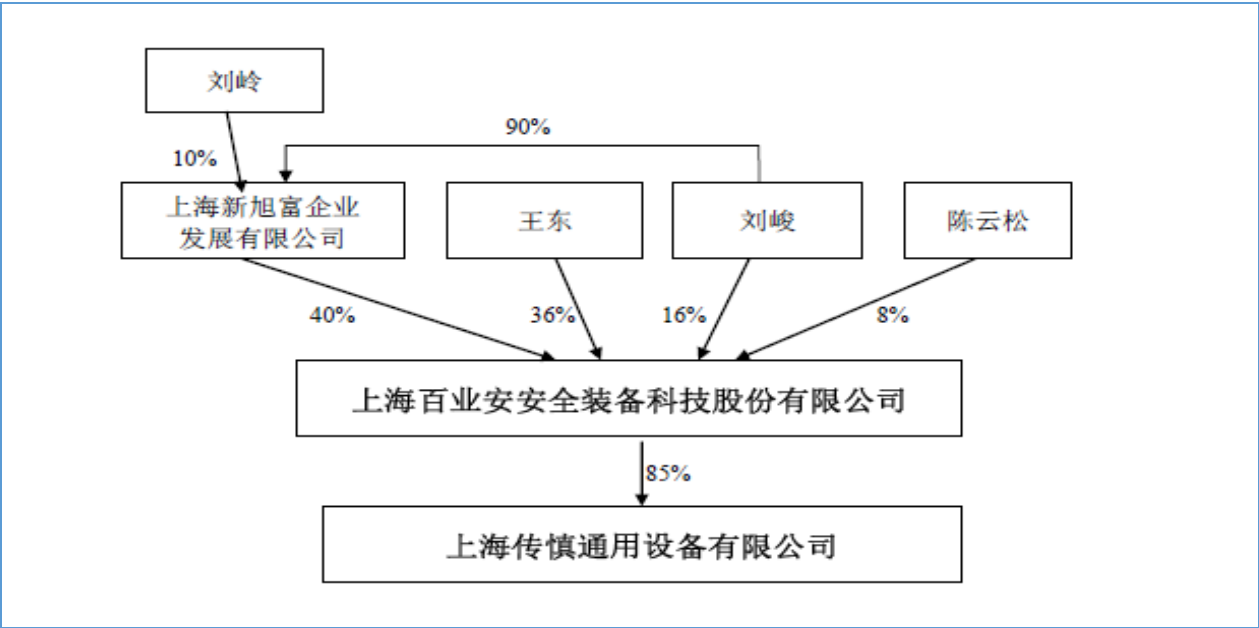 刘岭
90%
10%
上海新旭富企业
发展有限公司
王东
刘峻
陈云松
40%
36%
16%
8%
上海百业安安全装备科技股份有限公司
85%
上海传慎通用设备有限公司